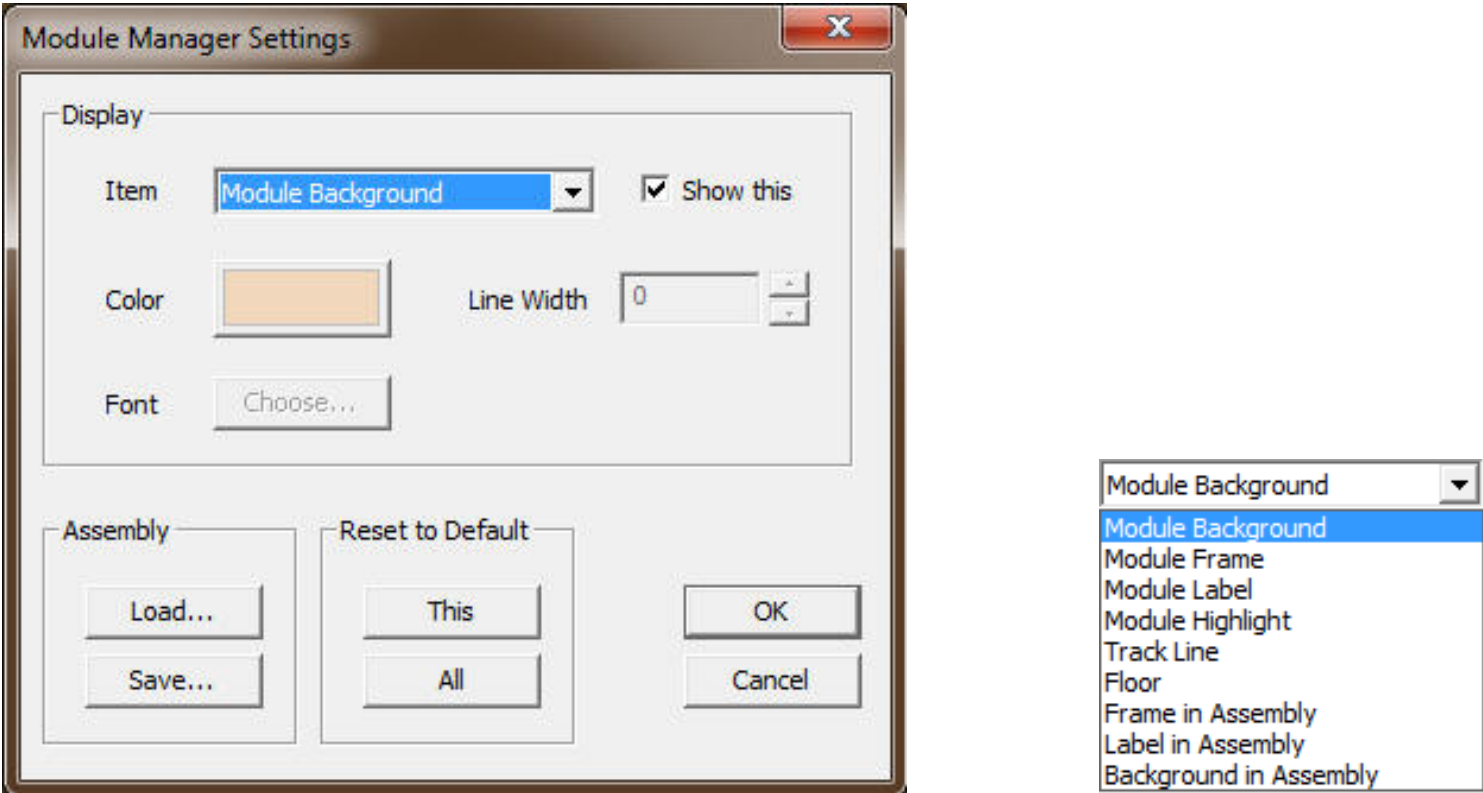 Module Manager Settings
Display
Item Module Background Show this
Color Line Width 0
Font Choose...
Assembly Reset to Default
Load... This OK
Save... All Cancel
Module Background
Module Background
Module Frame
Module Label
Module Highlight
Track Line
Floor
Frame in Assembly
Label in Assembly
Background in Assembly